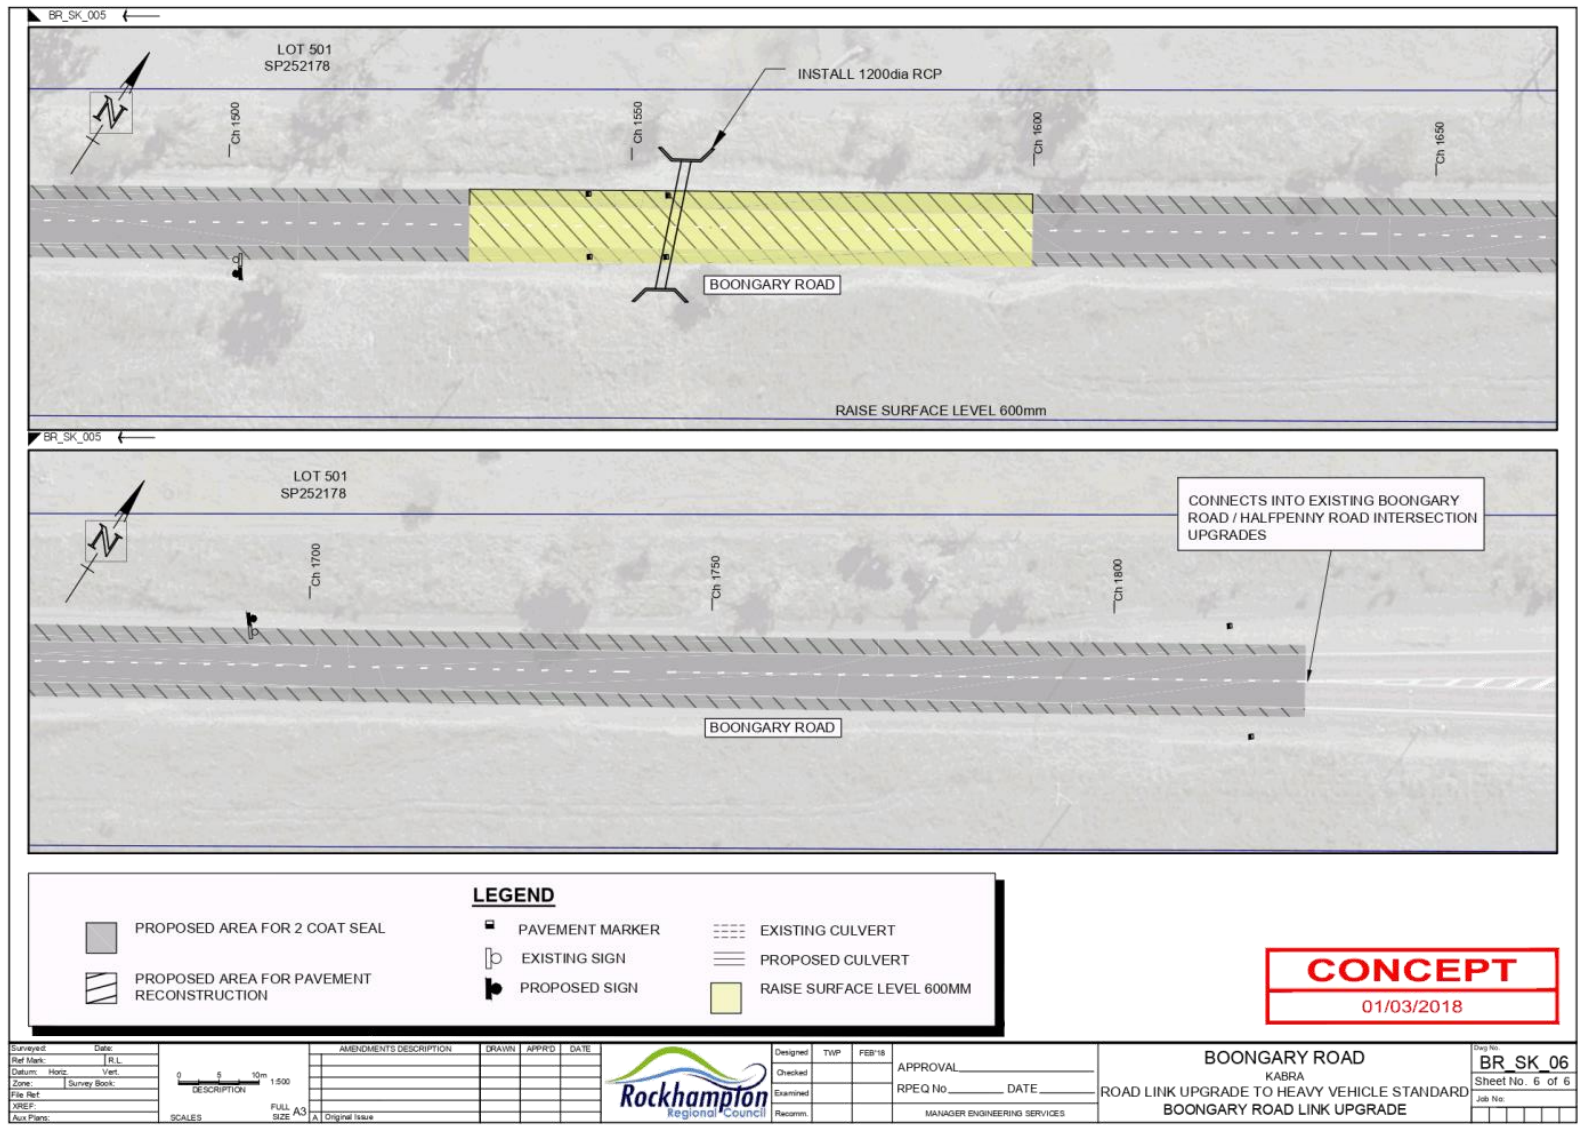 BR_SK_005
LOT 501
SP252178
N
INSTALL 1200dia RCP
Ch 1500
Ch 1550
Ch 1600
Ch 1650
BOONGARY ROAD
RAISE SURFACE LEVEL 600mm
BR_SK_005
LOT 501
SP252178
N
CONNECTS INTO EXISTING BOONGARY
ROAD / HALFPENNY ROAD INTERSECTION
UPGRADES
Ch 1700
Ch 1750
Ch 1800
BOONGARY ROAD
LEGEND
PROPOSED AREA FOR 2 COAT SEAL
PROPOSED AREA FOR PAVEMENT
RECONSTRUCTION
PAVEMENT MARKER
EXISTING SIGN
PROPOSED SIGN
EXISTING CULVERT
PROPOSED CULVERT
RAISE SURFACE LEVEL 600MM
CONCEPT
01/03/2018
Surveyed: Date:
Ref Mark: R.L.
Datum: Horiz. Vert.
Zone: Survey Book:
File Ref:
XREF:
Aux Plans:
0 5 10m 1:500
DESCRIPTION
SCALES
FULL
SIZE A3
AMENDMENTS DESCRIPTION DRAWN APPR'D DATE
A Original Issue
Rockhampton
Regional Council
Designed TWP FEB'18
Checked
Examined
Recomm.
APPROVAL
RPEQ No DATE
MANAGER ENGINEERING SERVICES
BOONGARY ROAD
KABRA
ROAD LINK UPGRADE TO HEAVY VEHICLE STANDARD
BOONGARY ROAD LINK UPGRADE
Dwg No.
BR_SK_06
Sheet No. 6 of 6
Job No: